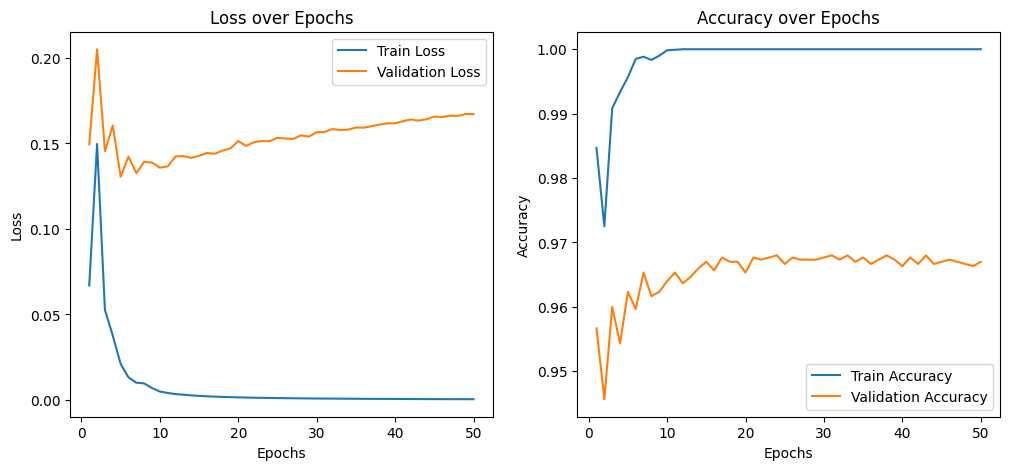 Loss over Epochs
Train Loss
Validation Loss
0.20
0.15
0.10
0.05
0.00
Loss
0
10
20
30
40
50
Epochs
Accuracy over Epochs
1.00
0.99
0.98
0.97
0.96
0.95
Accuracy
Train Accuracy
Validation Accuracy
0
10
20
30
40
50
Epochs